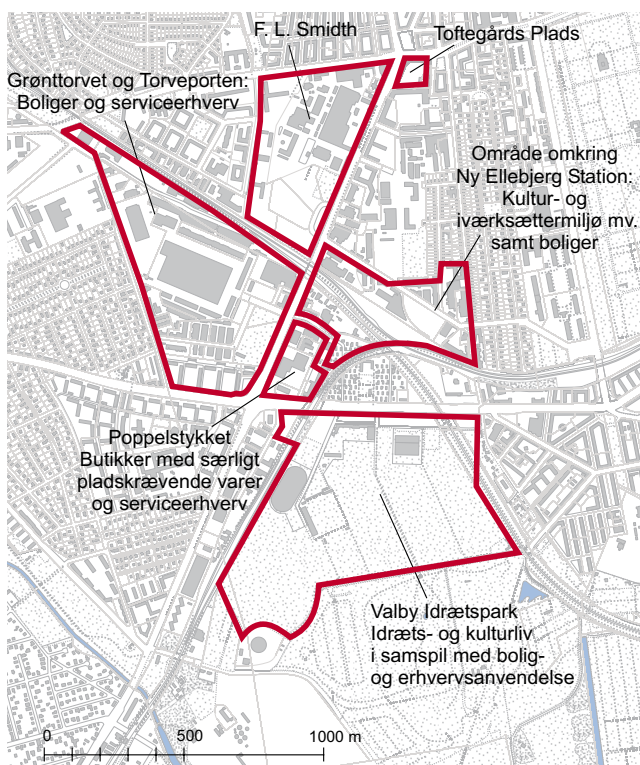 F. L. Smidth
Toftegårds Plads
Grønttorvet og Torveporten:
Boliger og serviceerhverv
Område omkring
Ny Ellebjerg Station:
Kultur- og
iværksættermiljø mv.
samt boliger
Poppelstykket
Butikker med særligt
pladskrævende varer
og serviceerhverv
Valby Idrætspark
Idræts- og kulturliv
i samspil med bolig-
og erhvervsanvendelse
0 500 1000 m